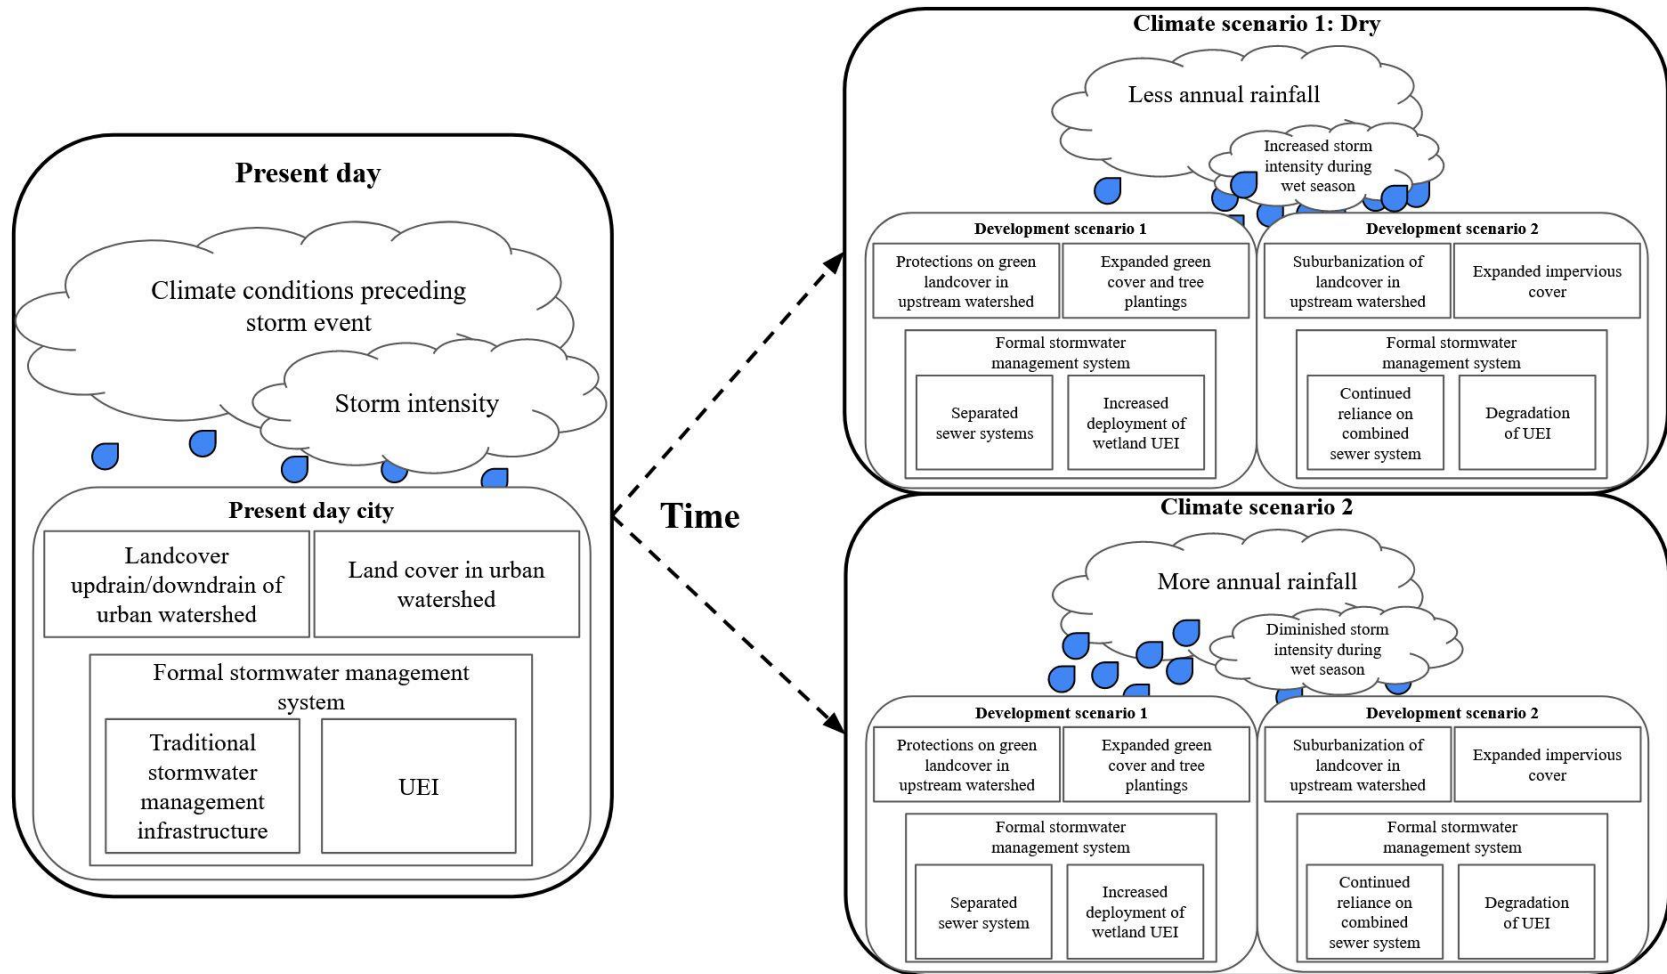 Present day
Climate conditions preceding
storm event
Storm intensity
Present day city
Landcover
updrain/downdrain of
urban watershed
Land cover in urban
watershed
Formal stormwater management
system
Traditional
stormwater
management
infrastructure
UEI
Time
Climate scenario 1: Dry
Less annual rainfall
Increased storm
intensity during
wet season
Development scenario 1
Protections on green
landcover in
upstream watershed
Expanded green
cover and tree
plantings
Formal stormwater
management system
Separated
sewer systems
Increased
deployment of
wetland UEI
Development scenario 2
Suburbanization of
landcover in
upstream watershed
Expanded impervious
cover
Formal stormwater
management system
Continued
reliance on
combined
sewer system
Degradation
of UEI
Climate scenario 2
More annual rainfall
Diminished storm
intensity during
wet season
Development scenario 1
Protections on green
landcover in
upstream watershed
Expanded green
cover and tree
plantings
Formal stormwater
management system
Separated
sewer system
Increased
deployment of
wetland UEI
Development scenario 2
Suburbanization of
landcover in
upstream watershed
Expanded impervious
cover
Formal stormwater
management system
Continued
reliance on
combined
sewer system
Degradation
of UEI